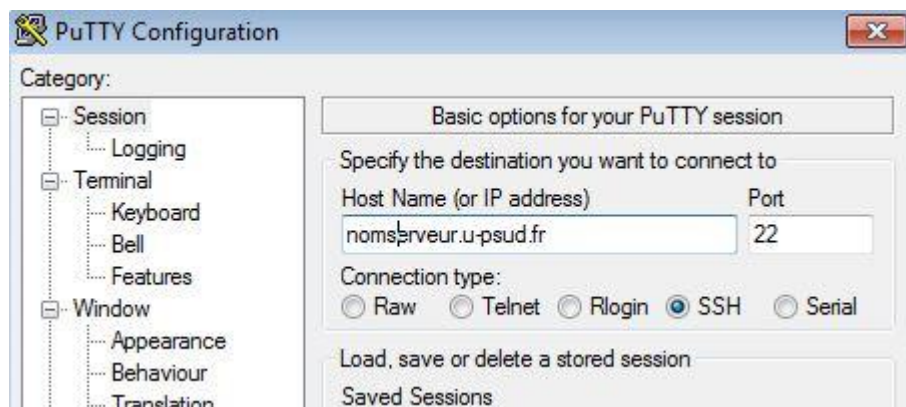 PuTTY Configuration
Category:
Session
Logging
Terminal
Keyboard
Bell
Features
Window
Appearance
Behaviour
Translation
Basic options for your PuTTY session
Specify the destination you want to connect to
Host Name (or IP address) Port
nomserveur.u-psud.fr 22
Connection type:
Raw Telnet Rlogin SSH Serial
Load, save or delete a stored session
Saved Sessions